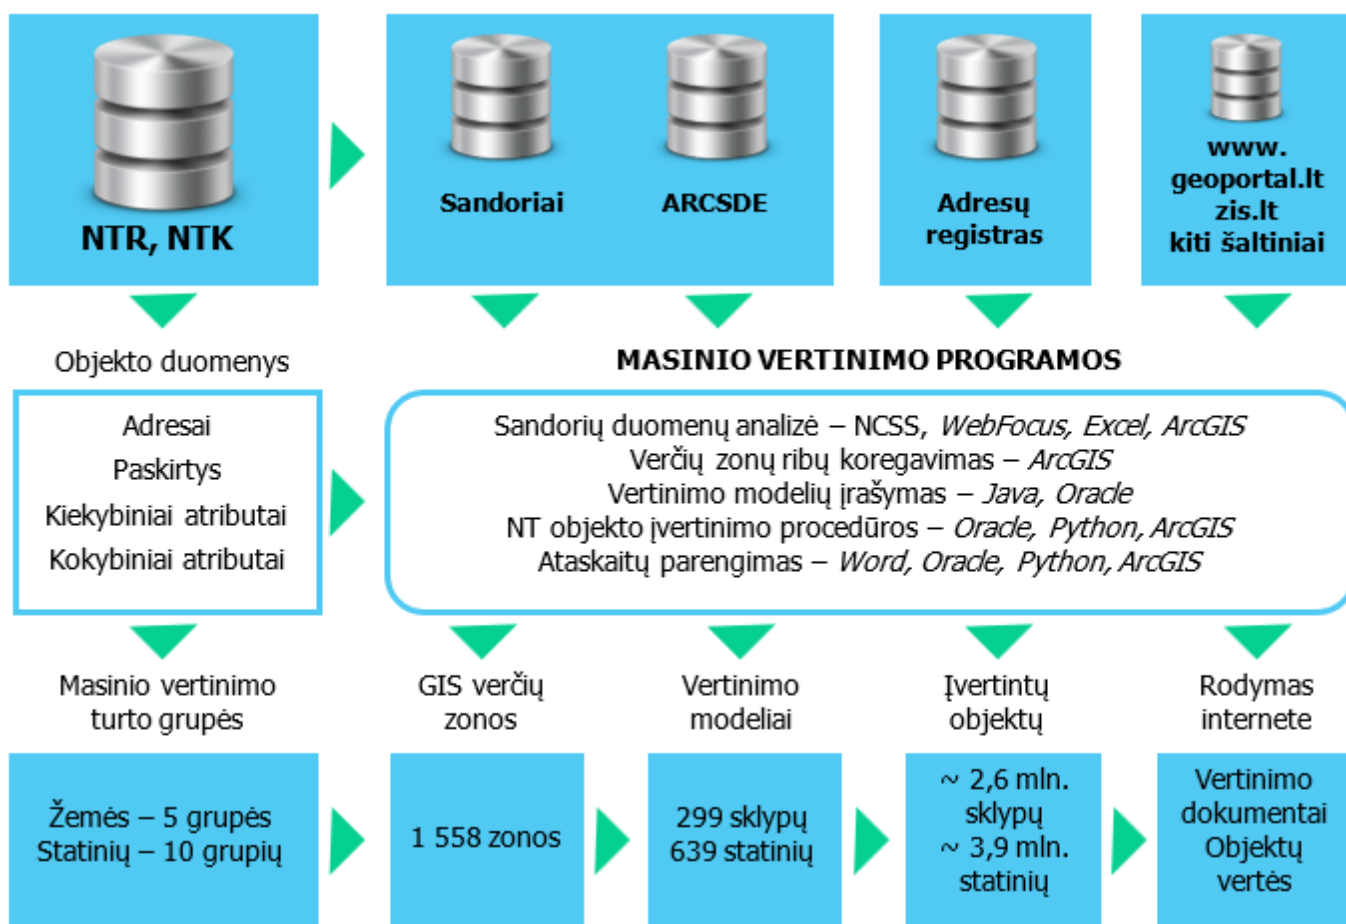 NTR, NTK
Sandoriai
ARCSDE
Adresų
registras
www.
geoportal.lt
zis.lt
kiti šaltiniai
Objekto duomenys
Adresai
Paskirtys
Kiekybiniai atributai
Kokybiniai atributai
MASINIO VERTINIMO PROGRAMOS
Sandorių duomenų analizė – NCSS, WebFocus, Excel, ArcGIS
Verčių zonų ribų koregavimas – ArcGIS
Vertinimo modelių įrašymas – Java, Oracle
NT objekto įvertinimo procedūros – Oracle, Python, ArcGIS
Ataskaitų parengimas – Word, Oracle, Python, ArcGIS
Masinio vertinimo
turto grupės
GIS verčių
zonos
Vertinimo
modeliai
Įvertintų
objektų
Rodymas
internete
Žemės – 5 grupės
Statinių – 10 grupių
1 558 zonos
299 sklypų
639 statinių
~ 2,6 mln.
sklypų
~ 3,9 mln.
statinių
Vertinimo
dokumentai
Objektų
vertės